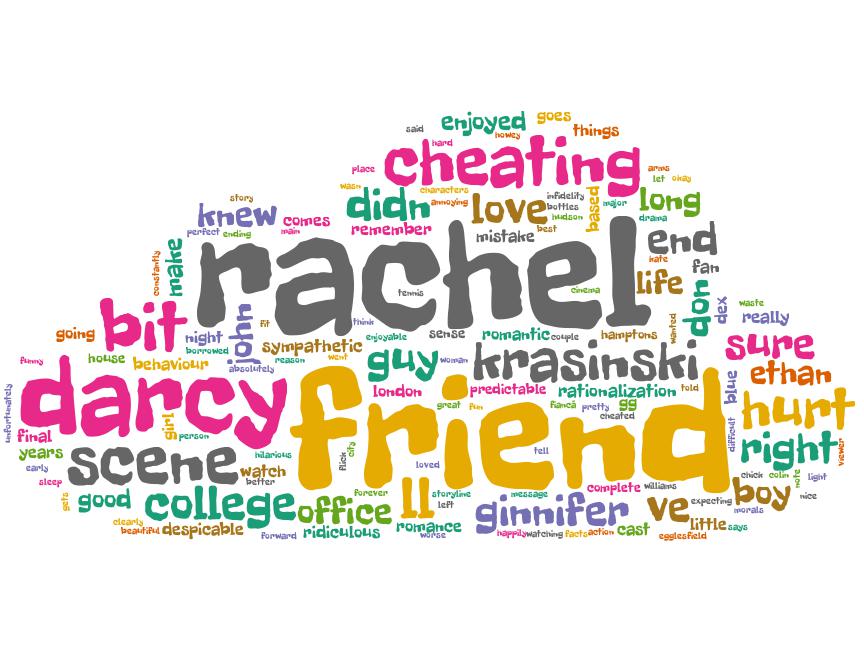 enjoyed
goes
said
howey
things
hard
cheating
place
arms
let
okay
wasn
characters
annoying
infidelity
story
knew
comes
didn
love
bottles
based
major
long
perfect
ending
main
remember
hudson
drama
mistake
best
end
constantly
make
rachel
hate
fan
life
tennis
cinema
don
dex
waste
really
bit
going
night
john
fit
think
sense
romantic
couple
hamptons
wanted
borrowed
sympathetic
enjoyable
sure
funny
house
behaviour
absolutely
reason
went
guy
woman
krasinski
ethan
unfortunately
darcy
friend
london
predictable
rationalization
told
blue
hurt
great
fun
fiancé
pretty
gg
cheated
final
girl
person
difficult
right
viewer
years
scene
hilarious
flick
city
tell
early
watch
loved
chick
colin
note
light
sleep
better
gets
good
college
office
forever
ll
storyline
left
message
complete
williams
ve
expecting
boy
nice
ginnifer
morals
clearly
beautiful
despicable
forward
ridiculous
romance
worse
happily
watching
facts
action
cast
little
says
egglesfield